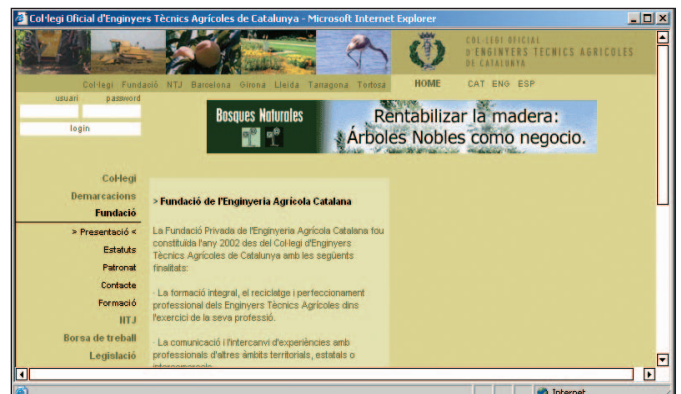 Col·legi Oficial d'Enginyers Tècnics Agrícoles de Catalunya - Microsoft Internet Explorer
COL·LEGI OFICIAL
D'ENGINYERS TECNICS AGRICOLES
DE CATALUNYA
Col·legi Fundació NTJ Barcelona Girona Lleida Tarragona Tortosa HOME CAT ENG ESP
usuari password
login
Bosques Naturales
Rentabilizar la madera:
Árboles Nobles como negocio.
Col·legi
Demarcacions
Fundació
> Presentació <
Estatuts
Patronat
Contacte
Formació
NTJ
Borsa de treball
Legislació
> Fundació de l'Enginyeria Agrícola Catalana
La Fundació Privada de l'Enginyeria Agrícola Catalana fou
constituïda l'any 2002 des del Col·legi d'Enginyers
Tècnics Agrícoles de Catalunya amb les següents
finalitats:
· La formació integral, el reciclatge i perfeccionament
professional dels Enginyers Tècnics Agrícoles dins
l'exercici de la seva professió.
· La comunicació i l'intercanvi d'experiències amb
professionals d'altres àmbits territorials, estatals o
Internet